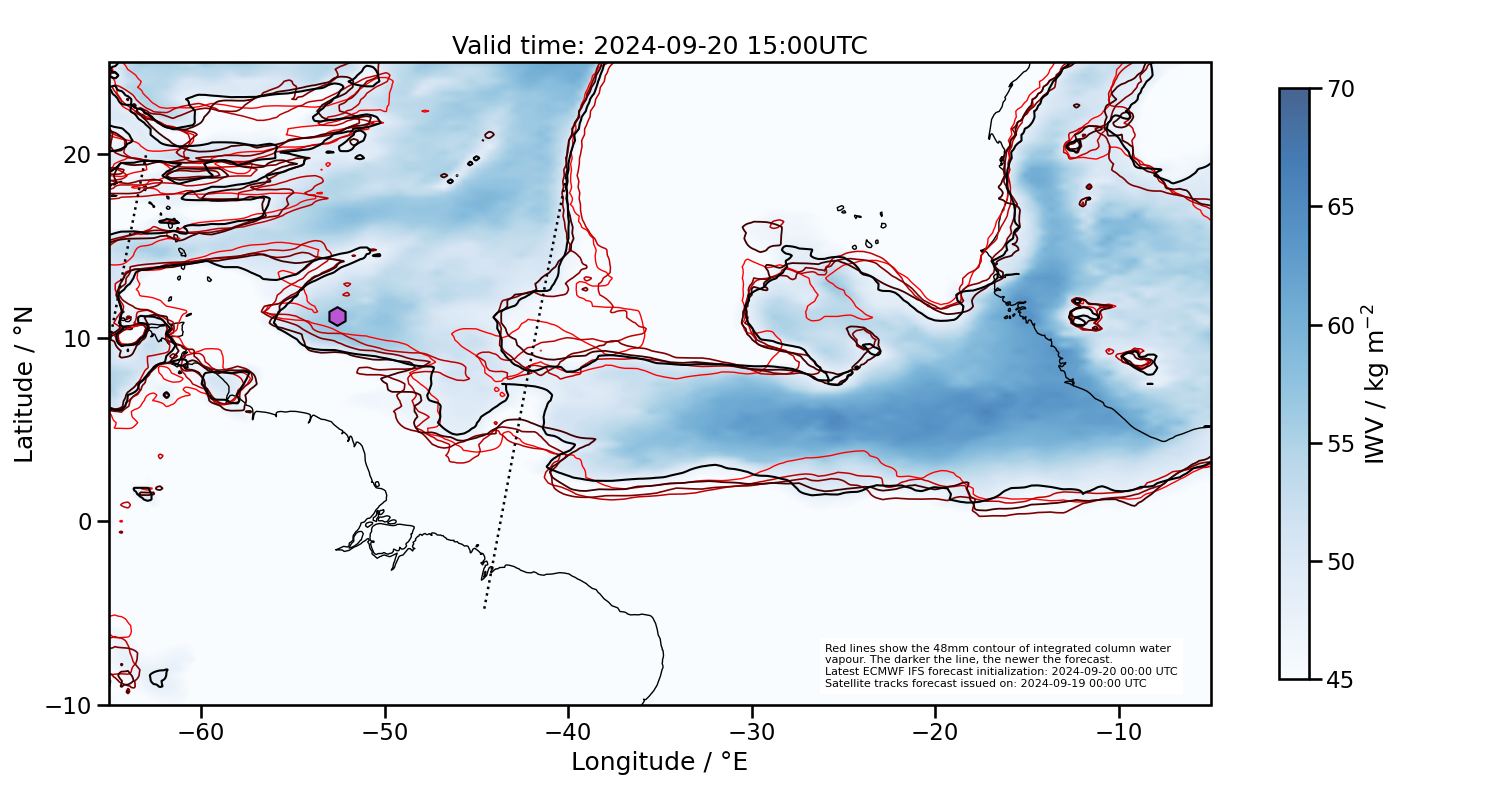 Valid time: 2024-09-20 15:00UTC
20
10
0
−10
Latitude / °N
−60
−50
−40
−30
−20
−10
Longitude / °E
Red lines show the 48mm contour of integrated column water
vapour. The darker the line, the newer the forecast.
Latest ECMWF IFS forecast initialization: 2024-09-20 00:00 UTC
Satellite tracks forecast issued on: 2024-09-19 00:00 UTC
70
65
60
55
50
45
IWV / kg m⁻²